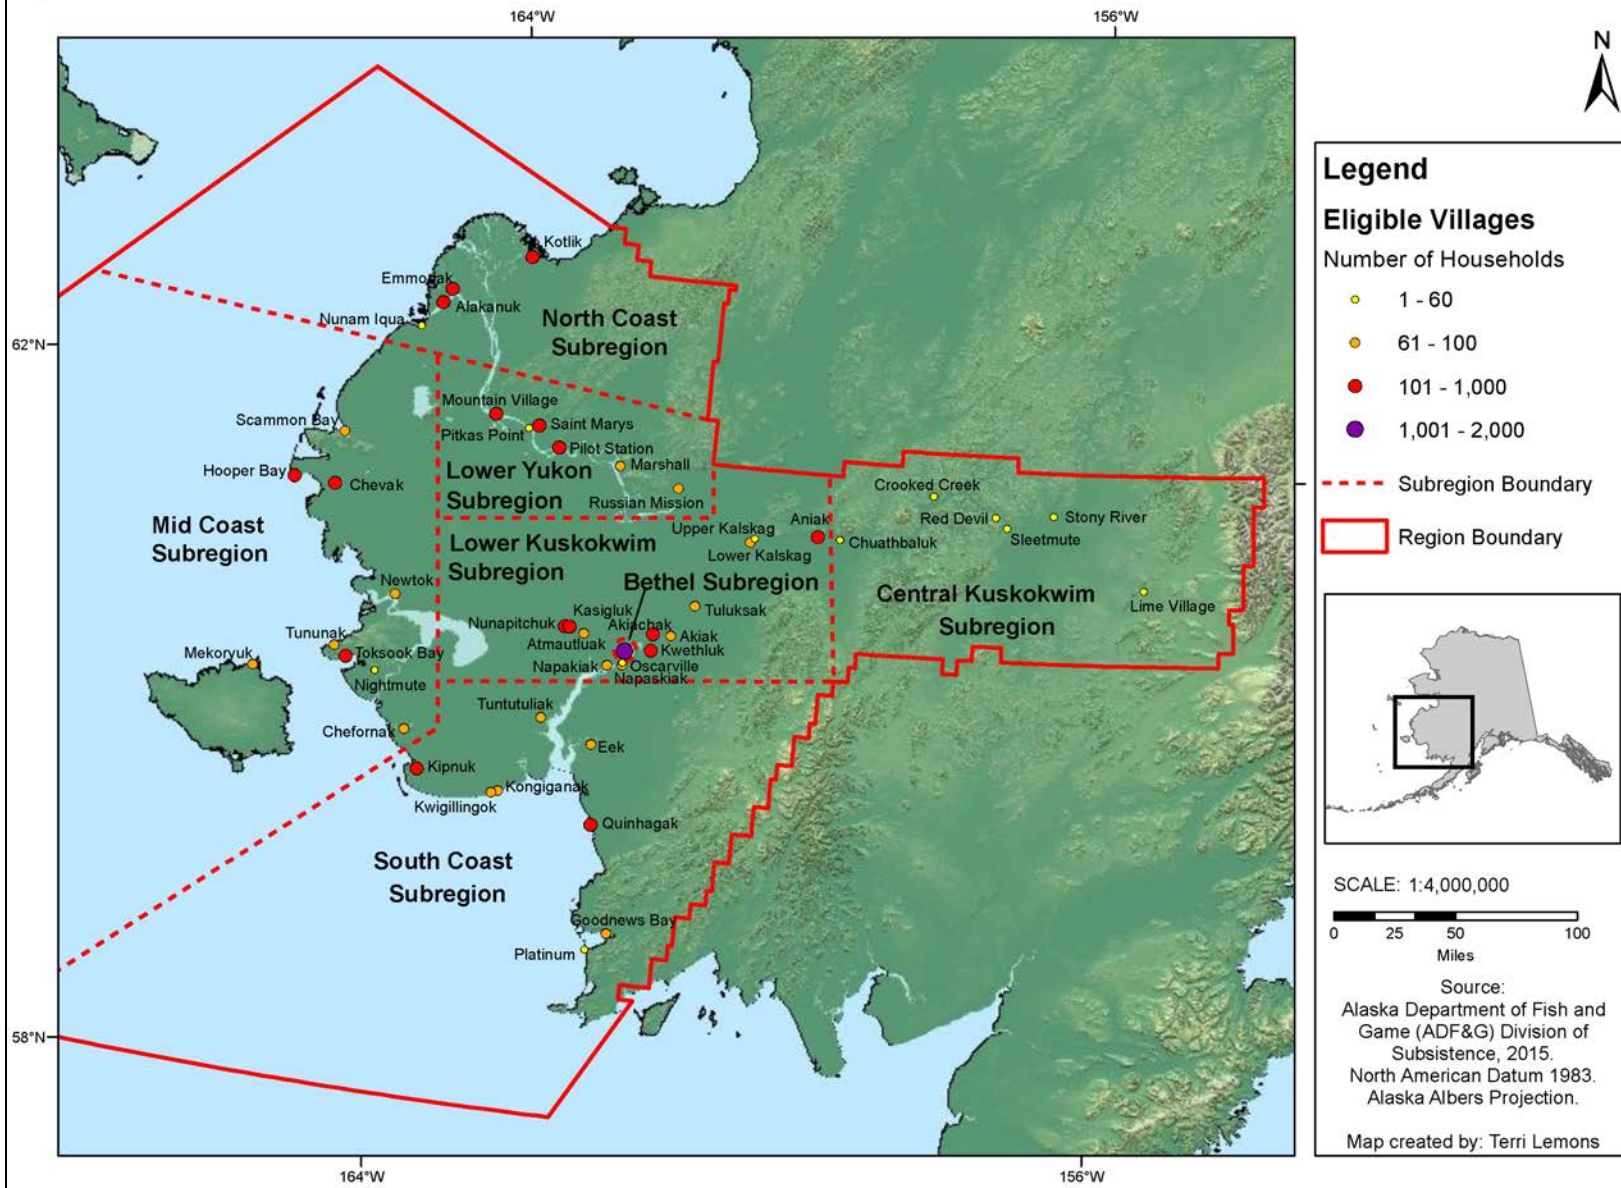 164°W
156°W
N
62°N
58°N
164°W
156°W
Kotlik
Emmonak
Alakanuk
Nunam Iqua
North Coast
Subregion
Mountain Village
Scammon Bay
Saint Marys
Pitkas Point
Pilot Station
Hooper Bay
Marshall
Chevak
Lower Yukon
Subregion
Russian Mission
Crooked Creek
Mid Coast
Subregion
Red Devil
Stony River
Aniak
Upper Kalskag
Sleetmute
Chuathbaluk
Lower Kuskokwim
Subregion
Lower Kalskag
Bethel Subregion
Newtok
Central Kuskokwim
Subregion
Lime Village
Kasigluk
Tuluksak
Nunapitchuk
Akiachak
Tununak
Atmautluak
Akiak
Mekoryuk
Toksook Bay
Kwethluk
Napakiak
Oscarville
Nightmute
Napaskiak
Tuntutuliak
Chefornak
Eek
Kipnuk
Kongiganak
Kwigillingok
Quinhagak
South Coast
Subregion
Goodnews Bay
Platinum
Legend
Eligible Villages
Number of Households
1 - 60
61 - 100
101 - 1,000
1,001 - 2,000
Subregion Boundary
Region Boundary
SCALE: 1:4,000,000
0 25 50 100
Miles
Source:
Alaska Department of Fish and
Game (ADF&G) Division of
Subsistence, 2015.
North American Datum 1983.
Alaska Albers Projection.
Map created by: Terri Lemons